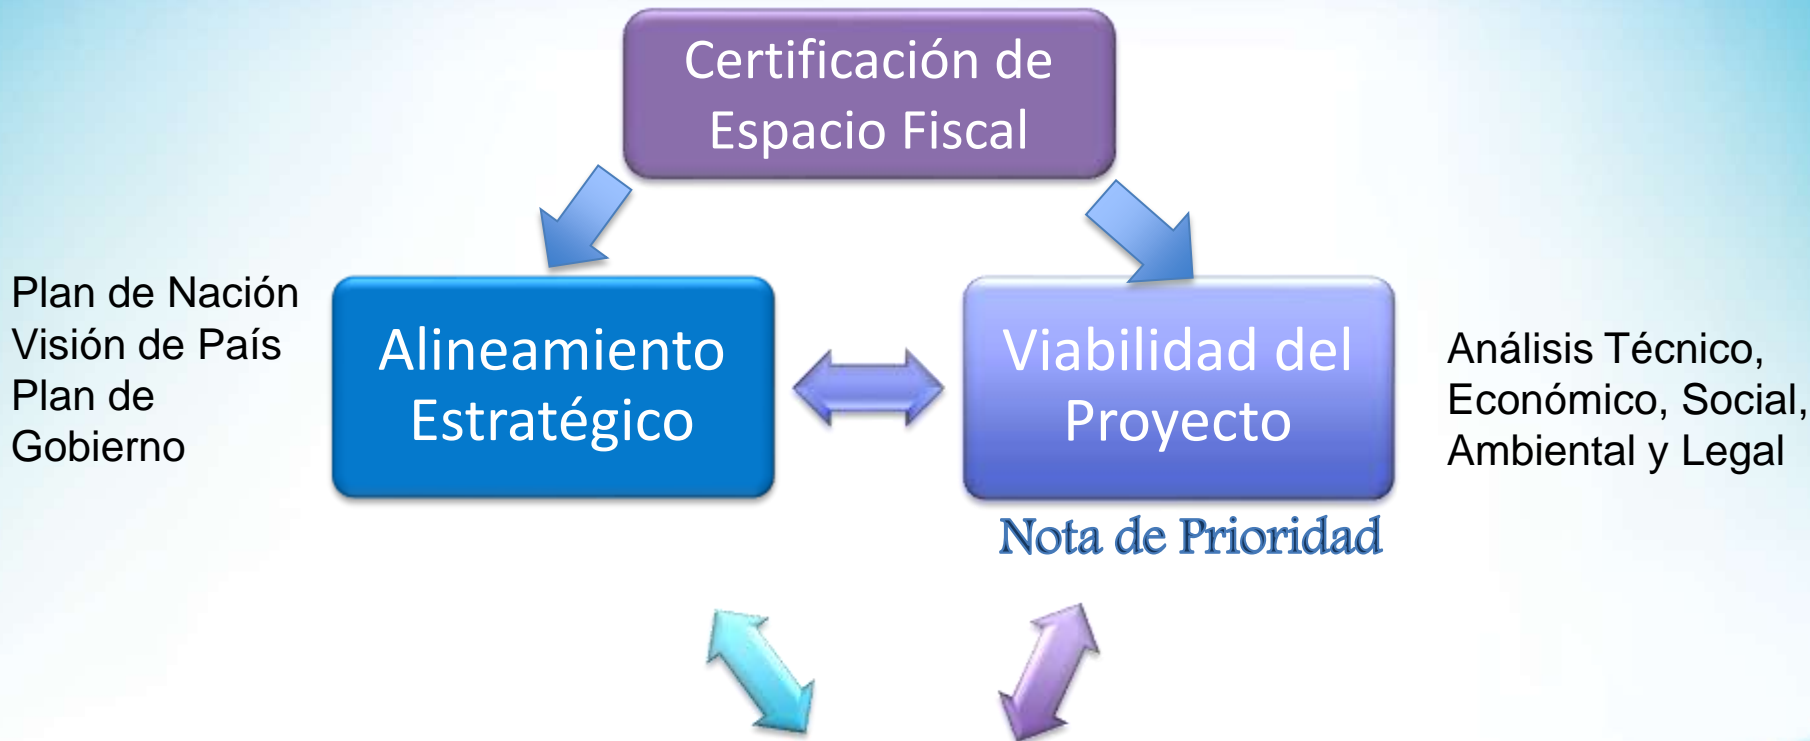 Certificación de
Espacio Fiscal
Plan de Nación
Visión de País
Plan de
Gobierno
Alineamiento
Estratégico
Viabilidad del
Proyecto
Análisis Técnico,
Económico, Social,
Ambiental y Legal
Nota de Prioridad